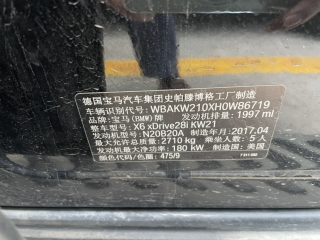 德国宝马汽车集团史帕滕博格工厂制造
车辆识别代号: WBAKW210XH0W86719
品牌: 宝马(BMW)牌 发动机排量: 1997 ml
整车型号: X6 xDrive28i KW21
发动机型号: N20B20A 制造年月: 2017.04
最大允许总质量: 2710 kg 乘坐人数: 5 人
发动机最大净功率: 180 kW 制造国: 美国
颜色代码/色酷: 475/9